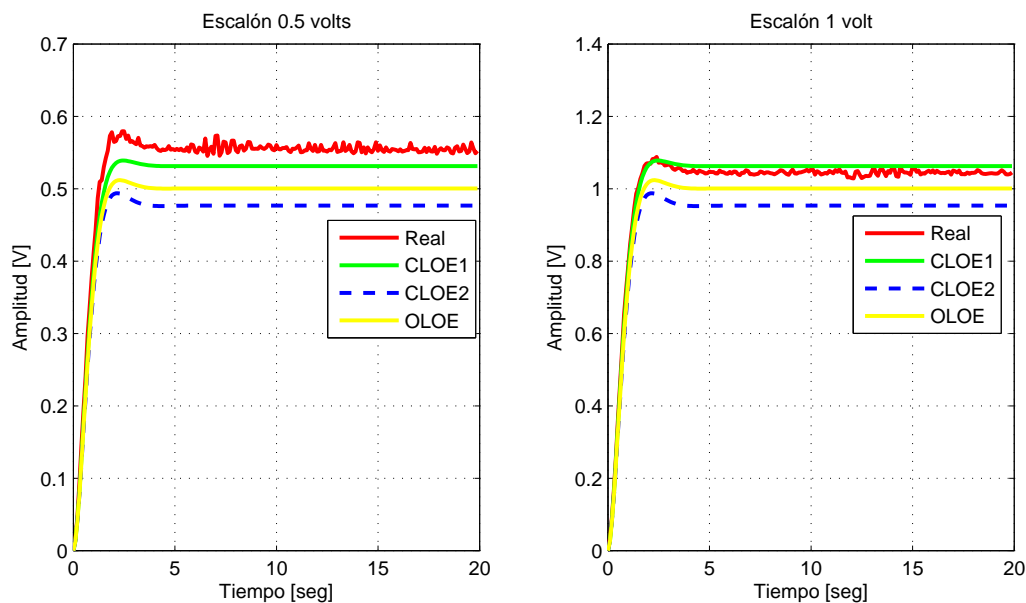 Escalón 0.5 volts
0.7
0.6
0.5
0.4
0.3
0.2
0.1
0
Amplitud [V]
Real
CLOE1
CLOE2
OLOE
0
5
10
15
20
Tiempo [seg]
Escalón 1 volt
1.4
1.2
1
0.8
0.6
0.4
0.2
0
Amplitud [V]
Real
CLOE1
CLOE2
OLOE
0
5
10
15
20
Tiempo [seg]